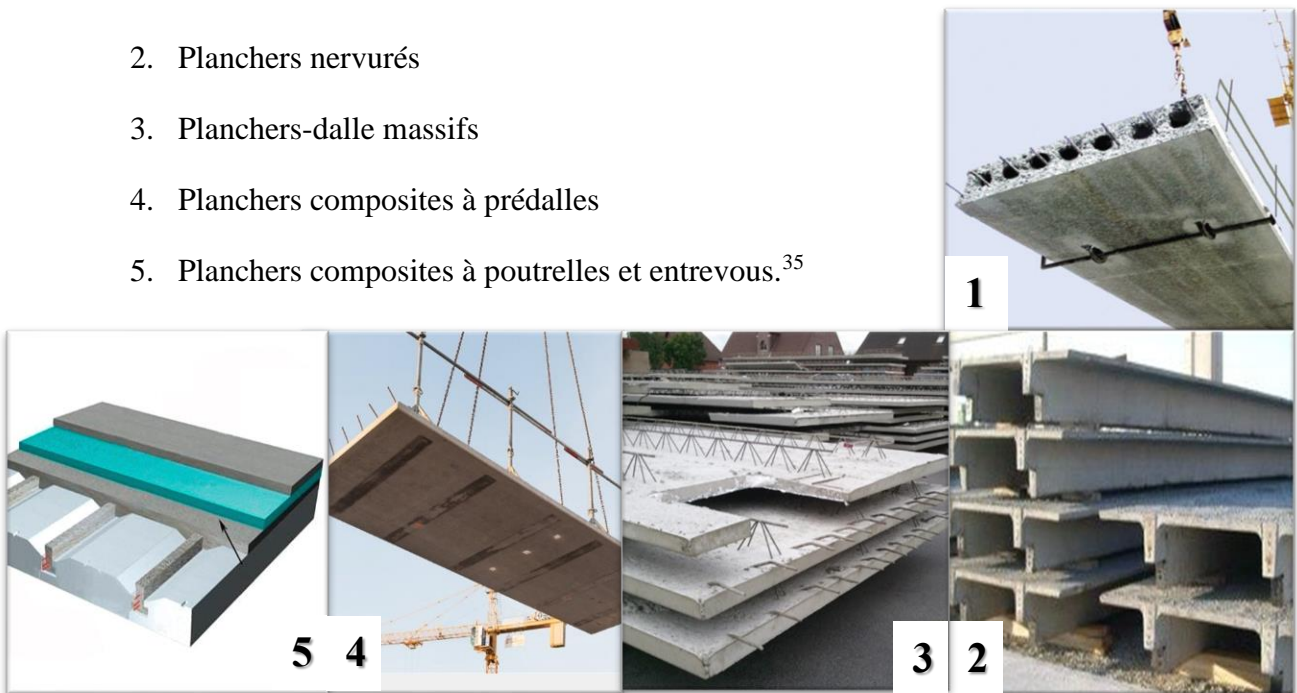 2. Planchers nervurés
3. Planchers-dalle massifs
4. Planchers composites à prédalles
5. Planchers composites à poutrelles et entrevous.35
1
5 4 3 2